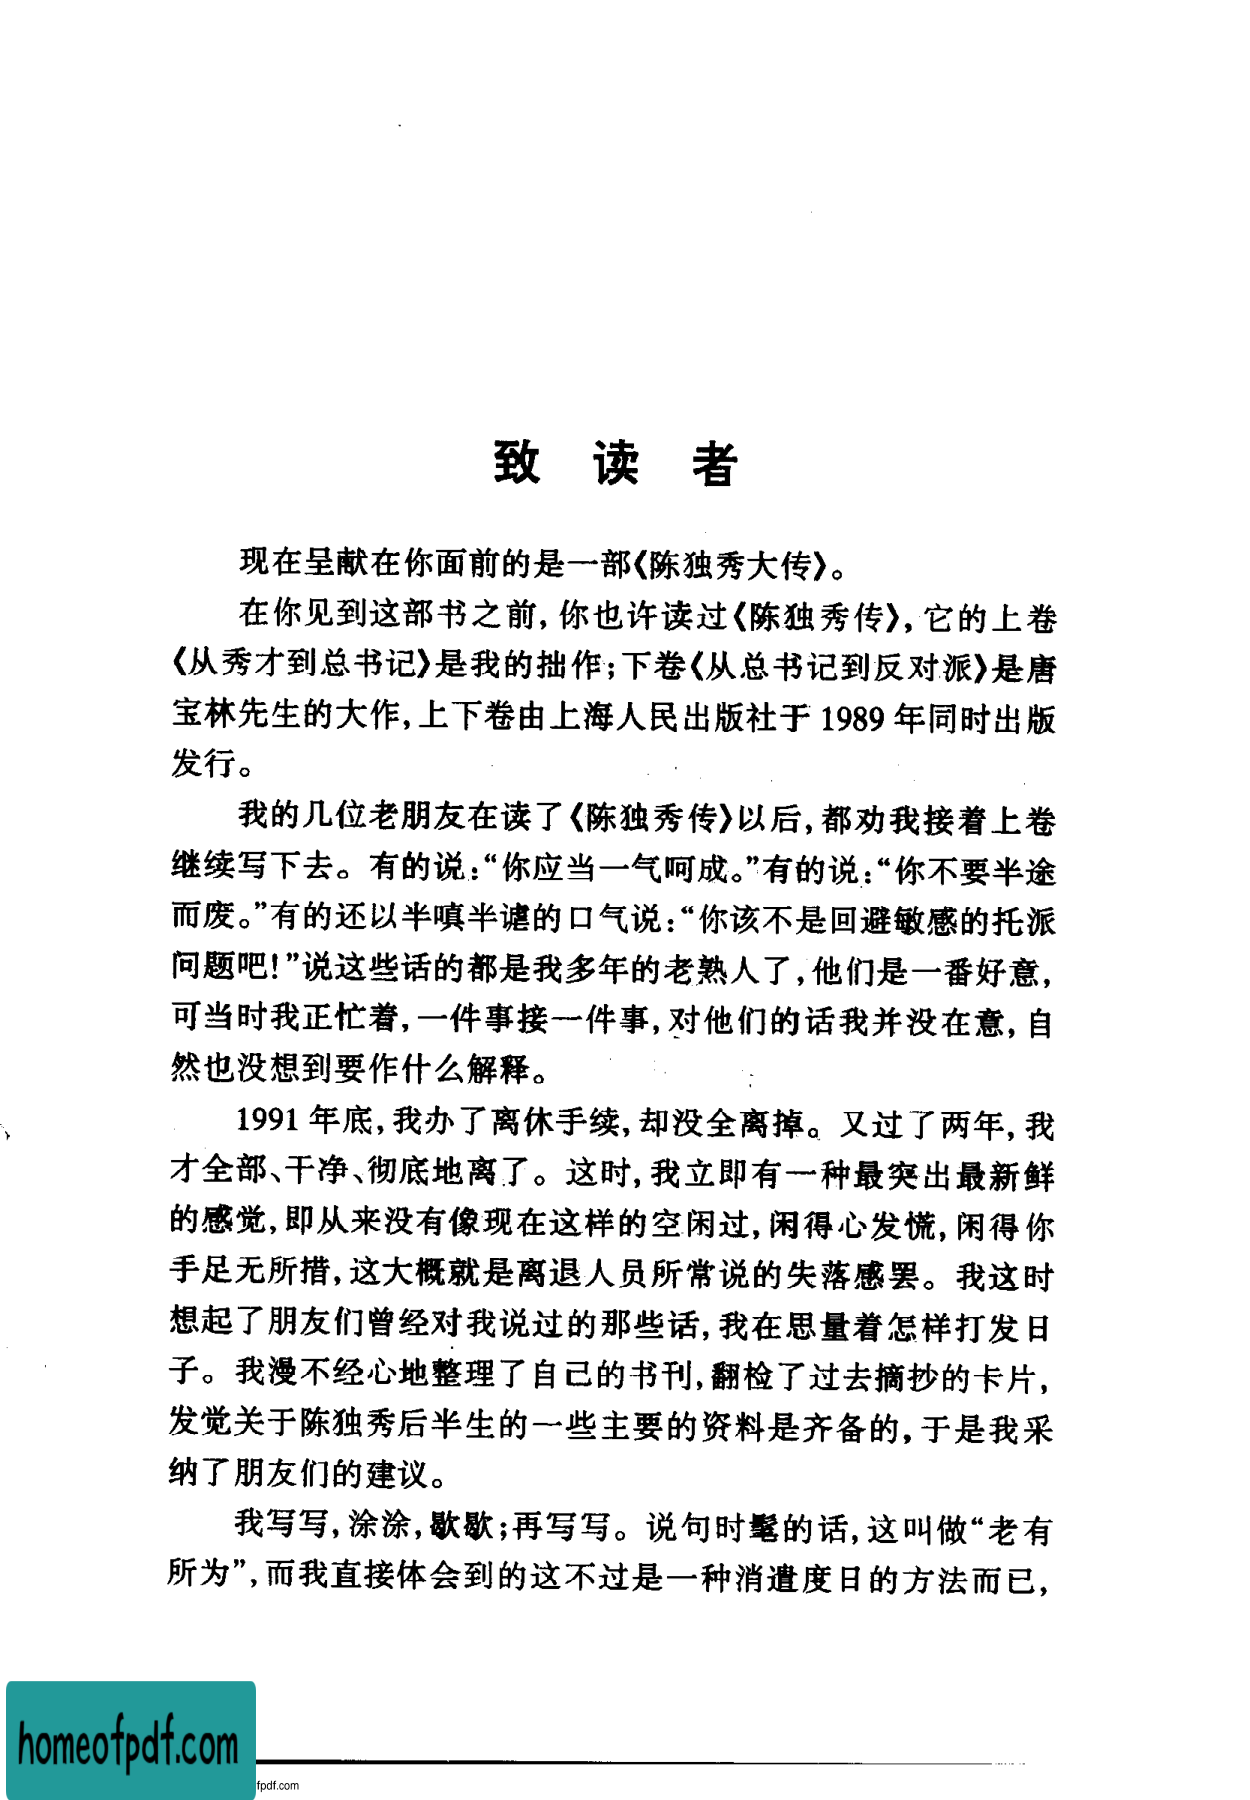 致 读 者
现在呈献在你面前的是一部《陈独秀大传》。
在你见到这部书之前,你也许读过《陈独秀传》,它的上卷
《从秀才到总书记》是我的拙作;下卷《从总书记到反对派》是唐
宝林先生的大作,上下卷由上海人民出版社于 1989 年同时出版
发行。
我的几位老朋友在读了《陈独秀传》以后,都劝我接着上卷
继续写下去。有的说:“你应当一气呵成。”有的说:“你不要半途
而废。”有的还以半嗔半谑的口气说:“你该不是回避敏感的托派
问题吧!”说这些话的都是我多年的老熟人了,他们是一番好意,
可当时我正忙着,一件事接一件事,对他们的话我并没在意,自
然也没想到要作什么解释。
1991 年底,我办了离休手续,却没全离掉。又过了两年,我
才全部、干净、彻底地离了。这时,我立即有一种最突出最新鲜
的感觉,即从来没有像现在这样的空闲过,闲得心发慌,闲得你
手足无所措,这大概就是离退人员所常说的失落感罢。我这时
想起了朋友们曾经对我说过的那些话,我在思量着怎样打发日
子。我漫不经心地整理了自己的书刊,翻检了过去摘抄的卡片,
发觉关于陈独秀后半生的一些主要的资料是齐备的,于是我采
纳了朋友们的建议。
我写写,涂涂,歇歇;再写写。说句时髦的话,这叫做“老有
所为”,而我直接体会到的这不过是一种消遣度日的方法而已,
homeofpdf.com
fpdf.com